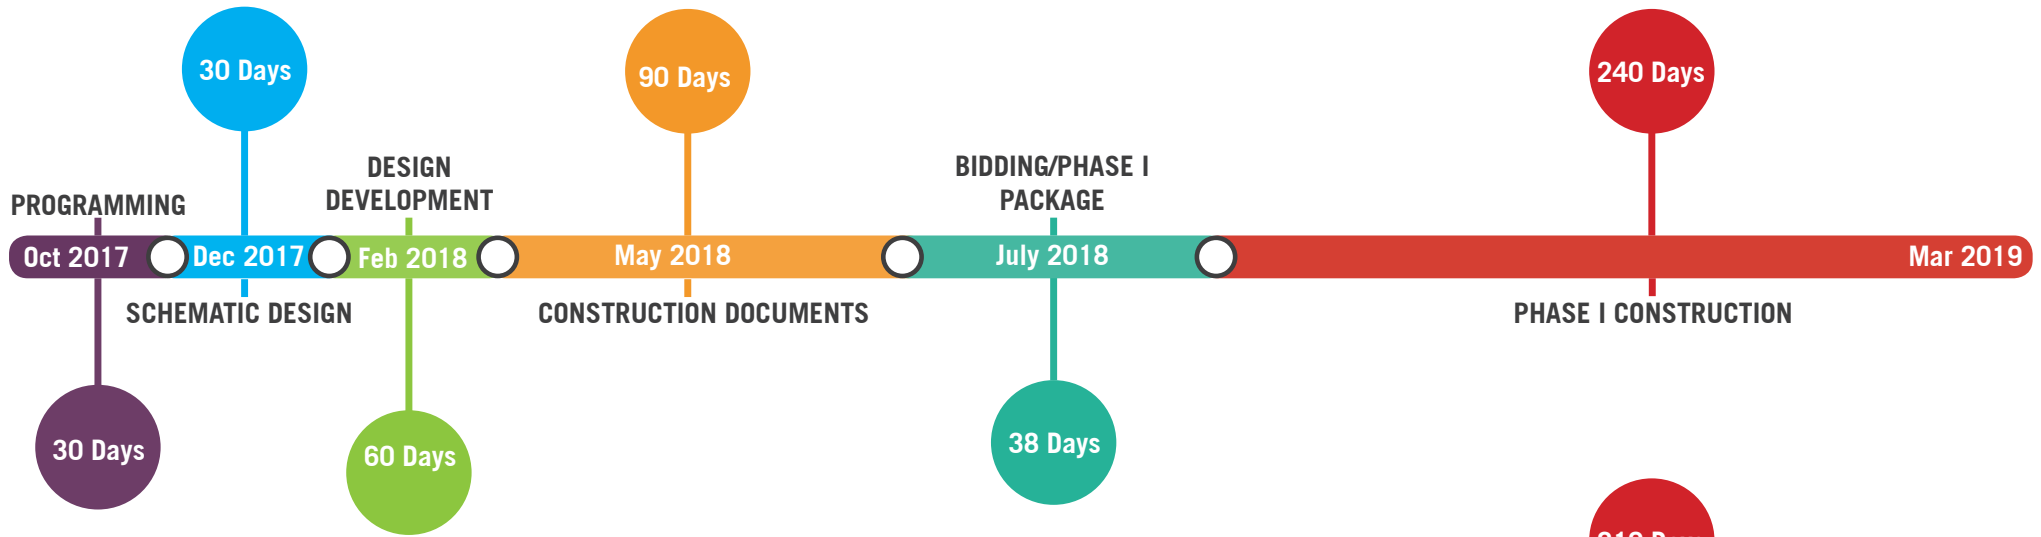 30 Days
90 Days
240 Days
DESIGN
DEVELOPMENT
BIDDING/PHASE I
PACKAGE
PROGRAMMING
Oct 2017
Dec 2017
Feb 2018
May 2018
July 2018
Mar 2019
SCHEMATIC DESIGN
CONSTRUCTION DOCUMENTS
PHASE I CONSTRUCTION
30 Days
60 Days
38 Days